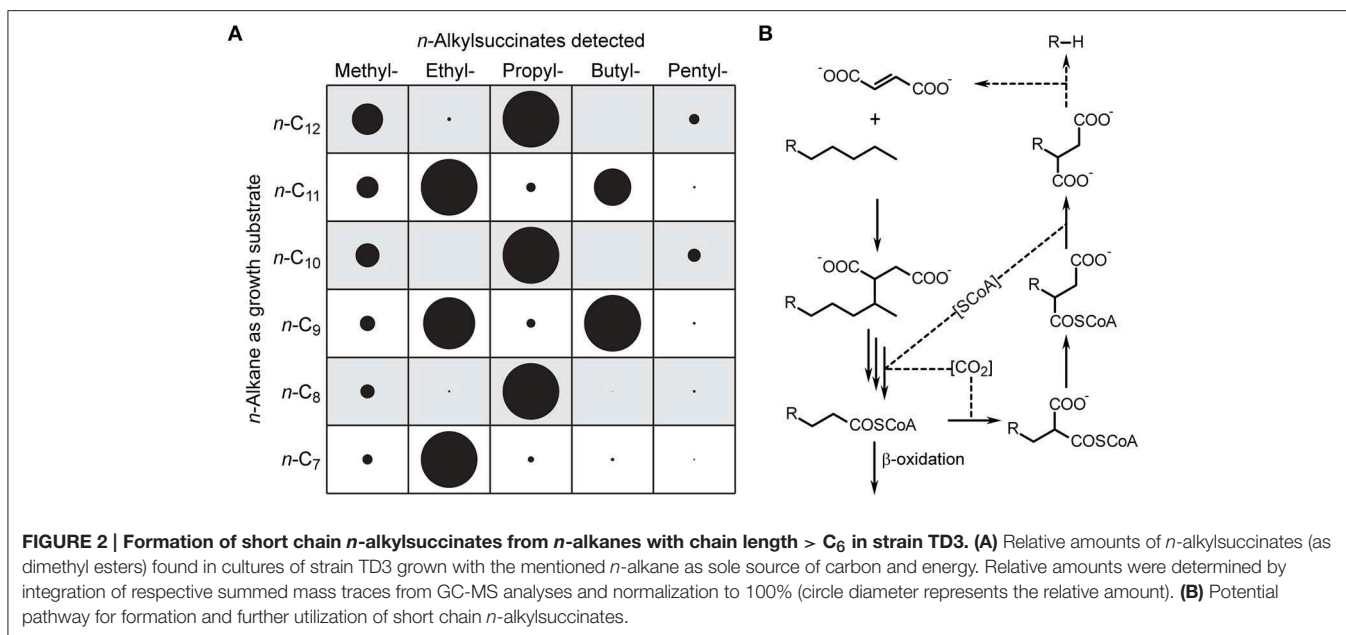 A
n-Alkylsuccinates detected
Methyl- Ethyl- Propyl- Butyl- Pentyl-
n-Alkane as growth substrate
n-C12
n-C11
n-C10
n-C9
n-C8
n-C7
B
R–H
⁻OOC COO⁻
+
R
COO⁻
R
COO⁻
⁻OOC COO⁻
R
[SCoA]
COO⁻
R
COSCoA
[CO2]
R COSCoA
COO⁻
R COSCoA
β-oxidation
FIGURE 2 | Formation of short chain n-alkylsuccinates from n-alkanes with chain length > C6 in strain TD3. (A) Relative amounts of n-alkylsuccinates (as
dimethyl esters) found in cultures of strain TD3 grown with the mentioned n-alkane as sole source of carbon and energy. Relative amounts were determined by
integration of respective summed mass traces from GC-MS analyses and normalization to 100% (circle diameter represents the relative amount). (B) Potential
pathway for formation and further utilization of short chain n-alkylsuccinates.